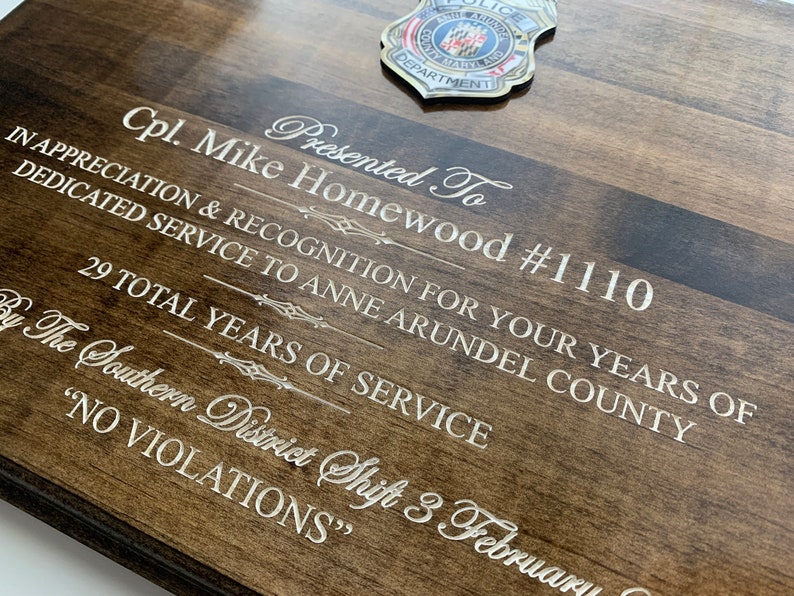 POLICE
ANNE ARUNDEL
COUNTY MARYLAND
DEPARTMENT
Presented To
Cpl. Mike Homewood #1110
IN APPRECIATION & RECOGNITION FOR YOUR YEARS OF
DEDICATED SERVICE TO ANNE ARUNDEL COUNTY
29 TOTAL YEARS OF SERVICE
By The Southern District Shift 3 February
“NO VIOLATIONS”